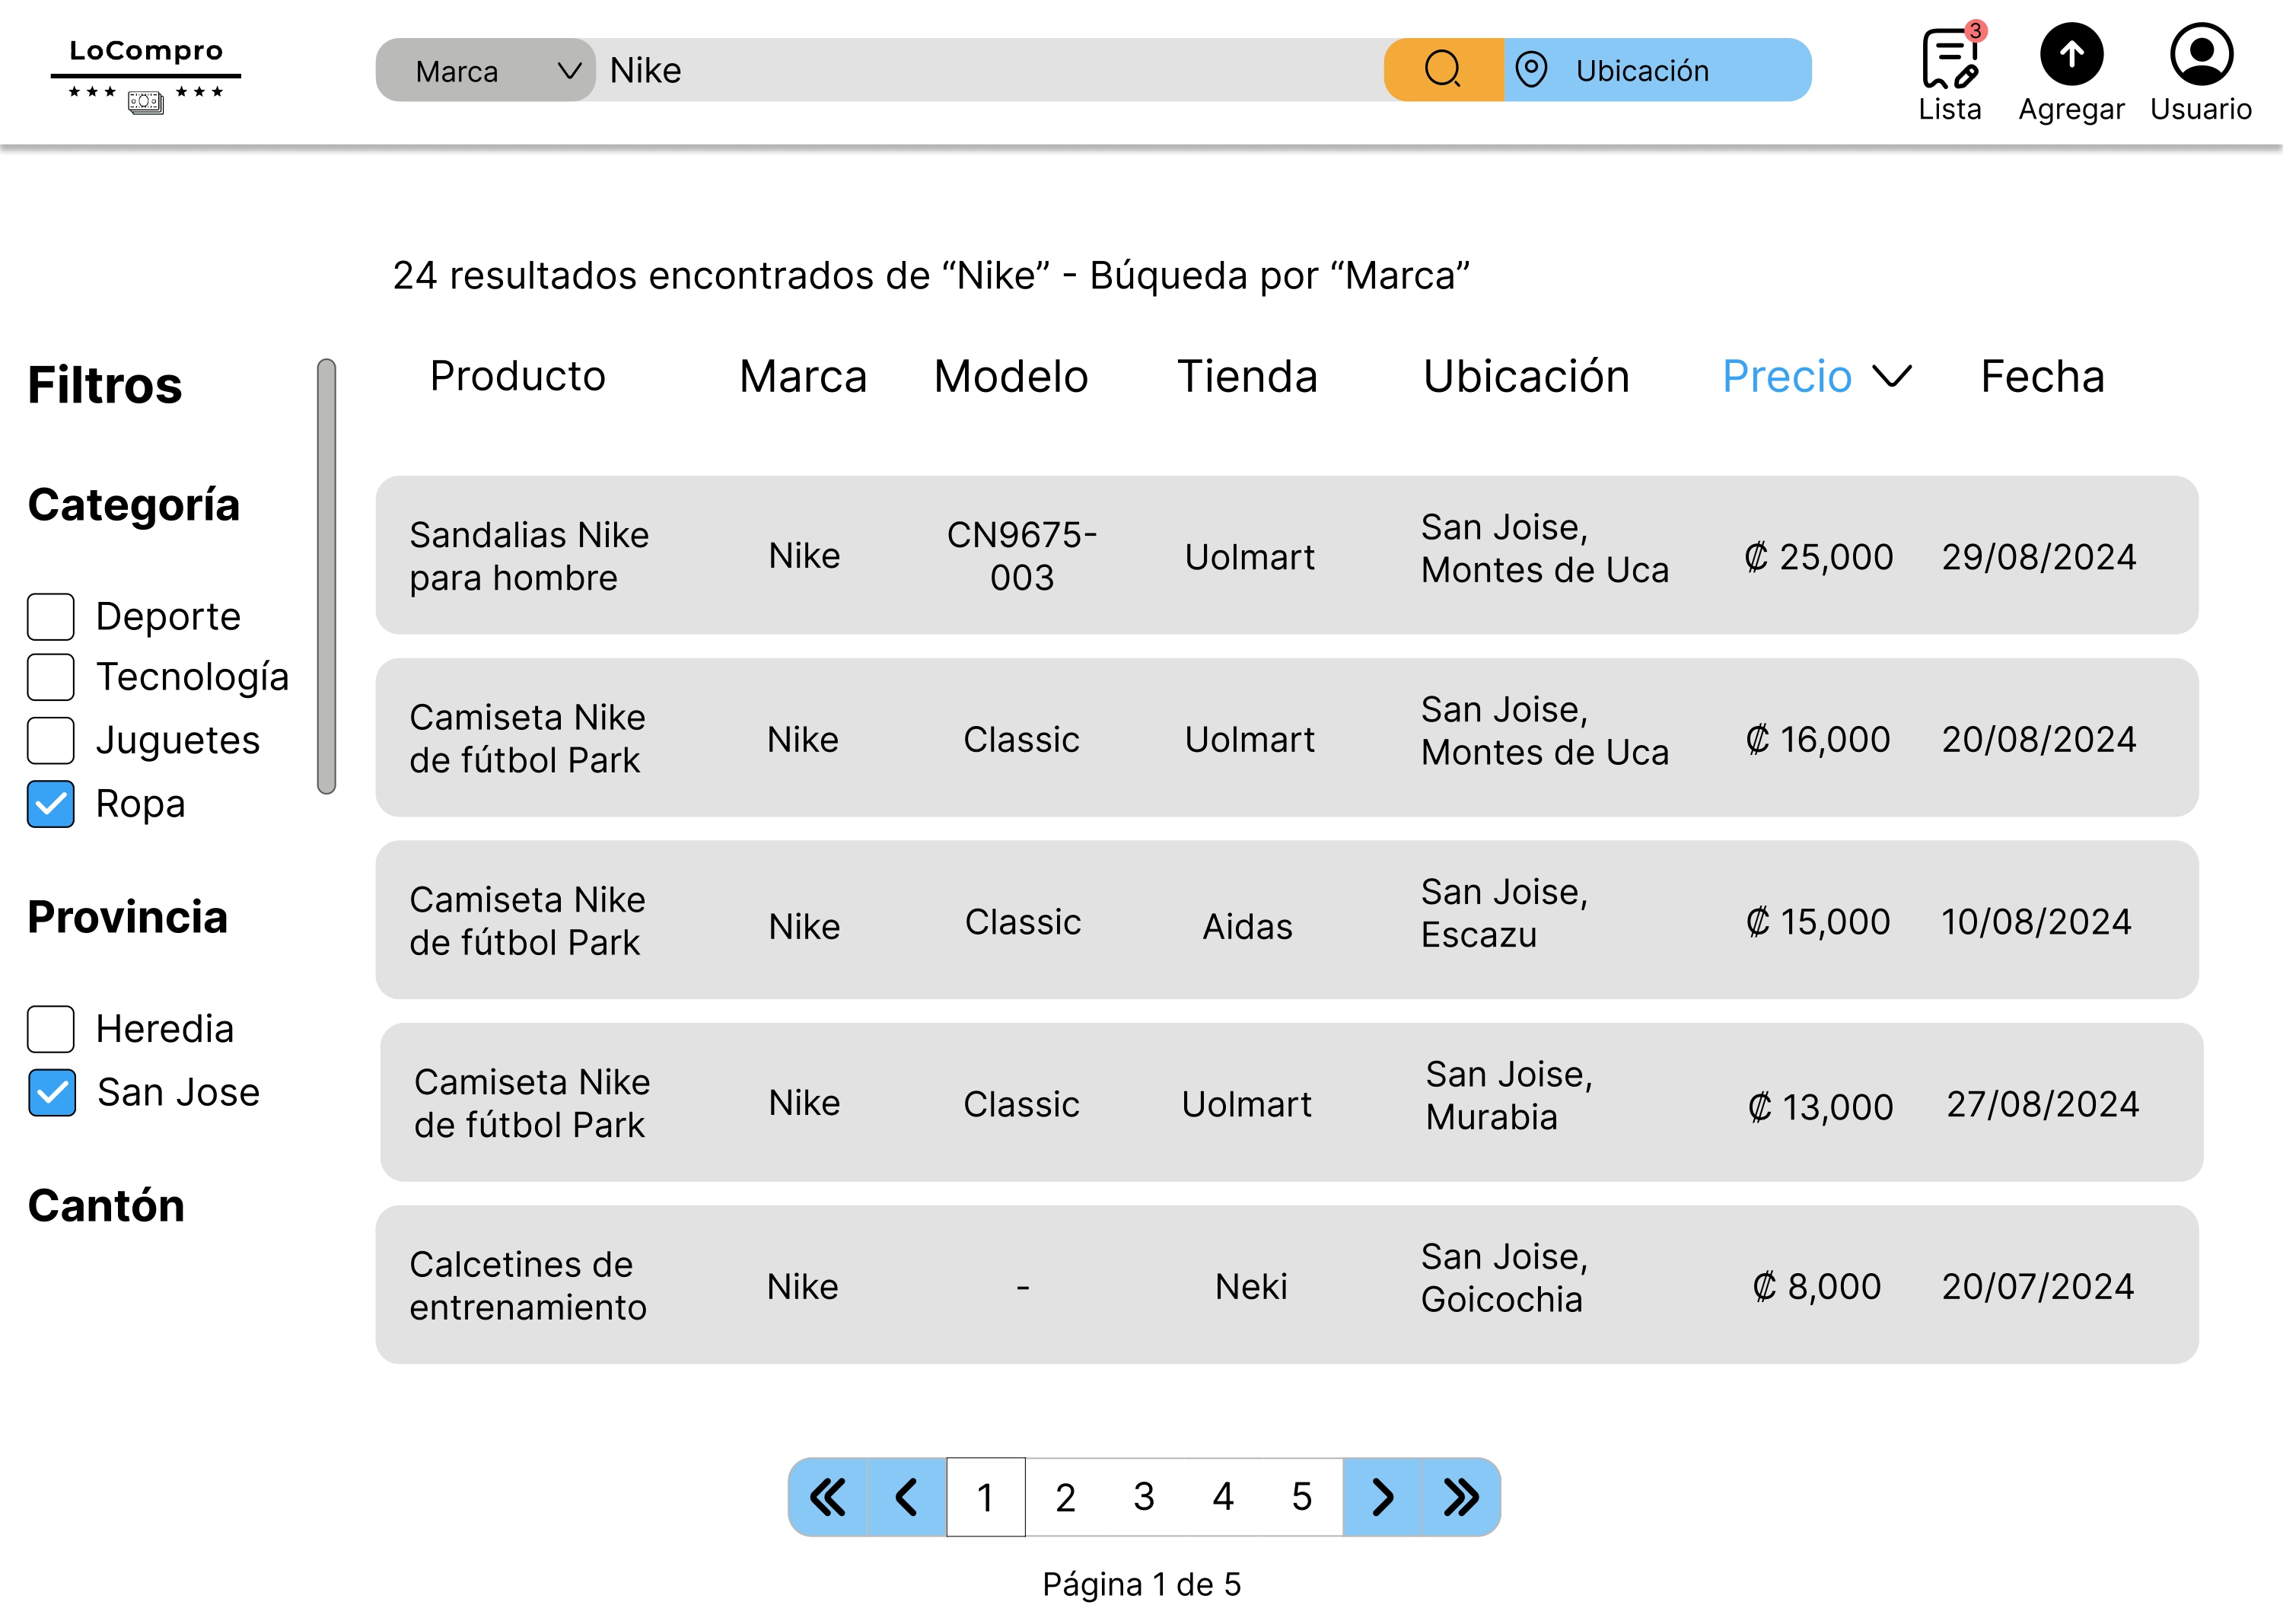 LoCompro
Marca
Nike
Ubicación
3
Lista
Agregar
Usuario
24 resultados encontrados de “Nike” - Búqueda por “Marca”
Filtros
Categoría
Deporte
Tecnología
Juguetes
Ropa
Provincia
Heredia
San Jose
Cantón
Producto
Marca
Modelo
Tienda
Ubicación
Precio
Fecha
Sandalias Nike
para hombre
Nike
CN9675-
003
Uolmart
San Joise,
Montes de Uca
₡ 25,000
29/08/2024
Camiseta Nike
de fútbol Park
Nike
Classic
Uolmart
San Joise,
Montes de Uca
₡ 16,000
20/08/2024
Camiseta Nike
de fútbol Park
Nike
Classic
Aidas
San Joise,
Escazu
₡ 15,000
10/08/2024
Camiseta Nike
de fútbol Park
Nike
Classic
Uolmart
San Joise,
Murabia
₡ 13,000
27/08/2024
Calcetines de
entrenamiento
Nike
-
Neki
San Joise,
Goicochia
₡ 8,000
20/07/2024
1
2
3
4
5
Página 1 de 5